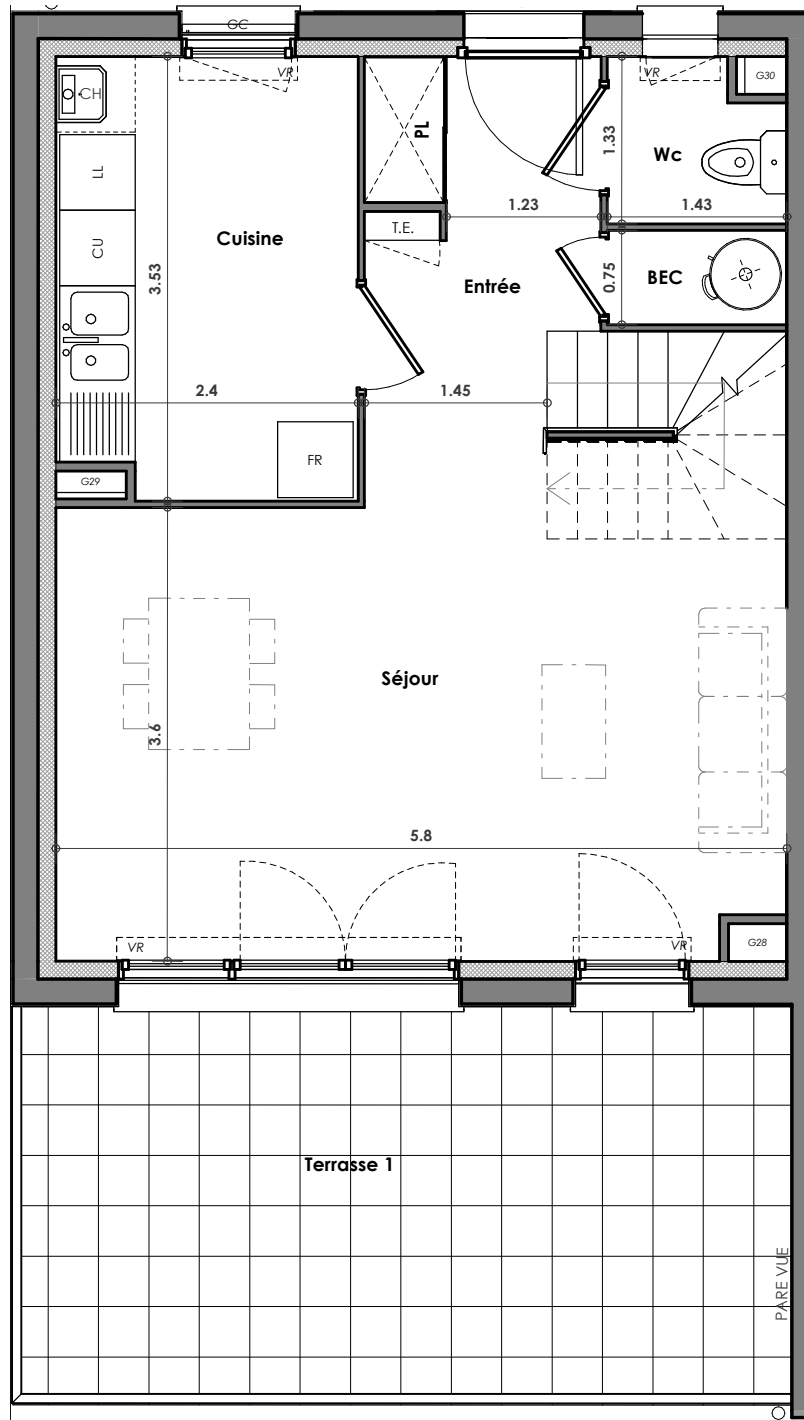 GC
VR
VR
G30
CH
PL
1.33
Wc
LL
1.23
1.43
T.E.
Cuisine
CU
3.53
Entrée
0.75
BEC
2.4
1.45
FR
G29
Séjour
3.6
5.8
VR
VR
G28
Terrasse 1
PARE VUE